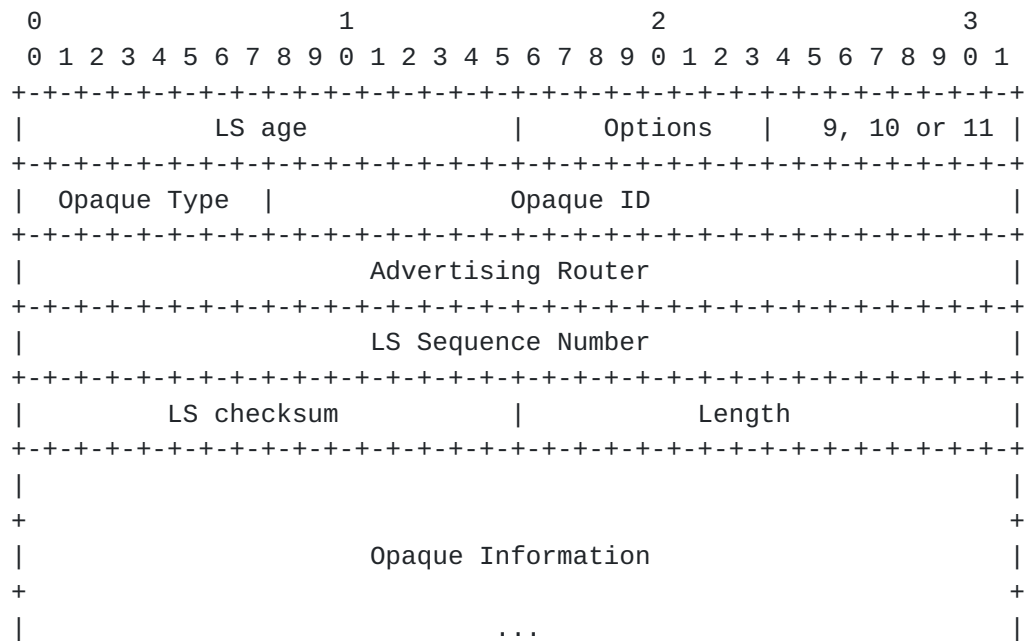 0                   1                   2                   3
 0 1 2 3 4 5 6 7 8 9 0 1 2 3 4 5 6 7 8 9 0 1 2 3 4 5 6 7 8 9 0 1
+-+-+-+-+-+-+-+-+-+-+-+-+-+-+-+-+-+-+-+-+-+-+-+-+-+-+-+-+-+-+-+-+
|            LS age             |     Options   |   9, 10 or 11 |
+-+-+-+-+-+-+-+-+-+-+-+-+-+-+-+-+-+-+-+-+-+-+-+-+-+-+-+-+-+-+-+-+
|  Opaque Type  |               Opaque ID                       |
+-+-+-+-+-+-+-+-+-+-+-+-+-+-+-+-+-+-+-+-+-+-+-+-+-+-+-+-+-+-+-+-+
|                      Advertising Router                       |
+-+-+-+-+-+-+-+-+-+-+-+-+-+-+-+-+-+-+-+-+-+-+-+-+-+-+-+-+-+-+-+-+
|                      LS Sequence Number                       |
+-+-+-+-+-+-+-+-+-+-+-+-+-+-+-+-+-+-+-+-+-+-+-+-+-+-+-+-+-+-+-+-+
|         LS checksum           |           Length              |
+-+-+-+-+-+-+-+-+-+-+-+-+-+-+-+-+-+-+-+-+-+-+-+-+-+-+-+-+-+-+-+-+
|                                                               |
+                                                               +
|                      Opaque Information                       |
+                                                               +
|                              ...                              |